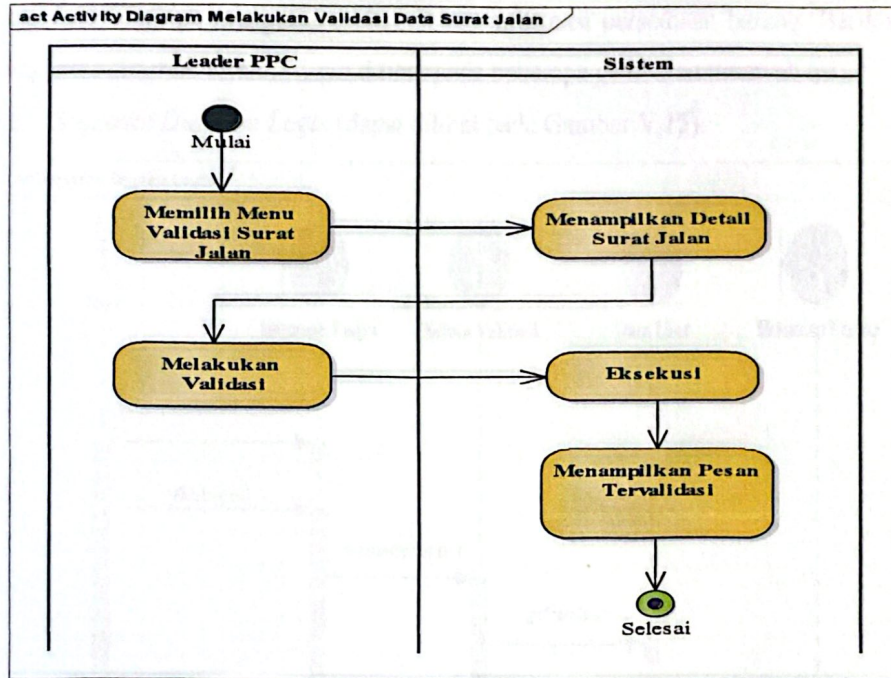 act Activity Diagram Melakukan Validasi Data Surat Jalan
Leader PPC
Sistem
Mulai
Memilih Menu
Validasi Surat
Jalan
Menampilkan Detail
Surat Jalan
Melakukan
Validasi
Eksekusi
Menampilkan Pesan
Tervalidasi
Selesai